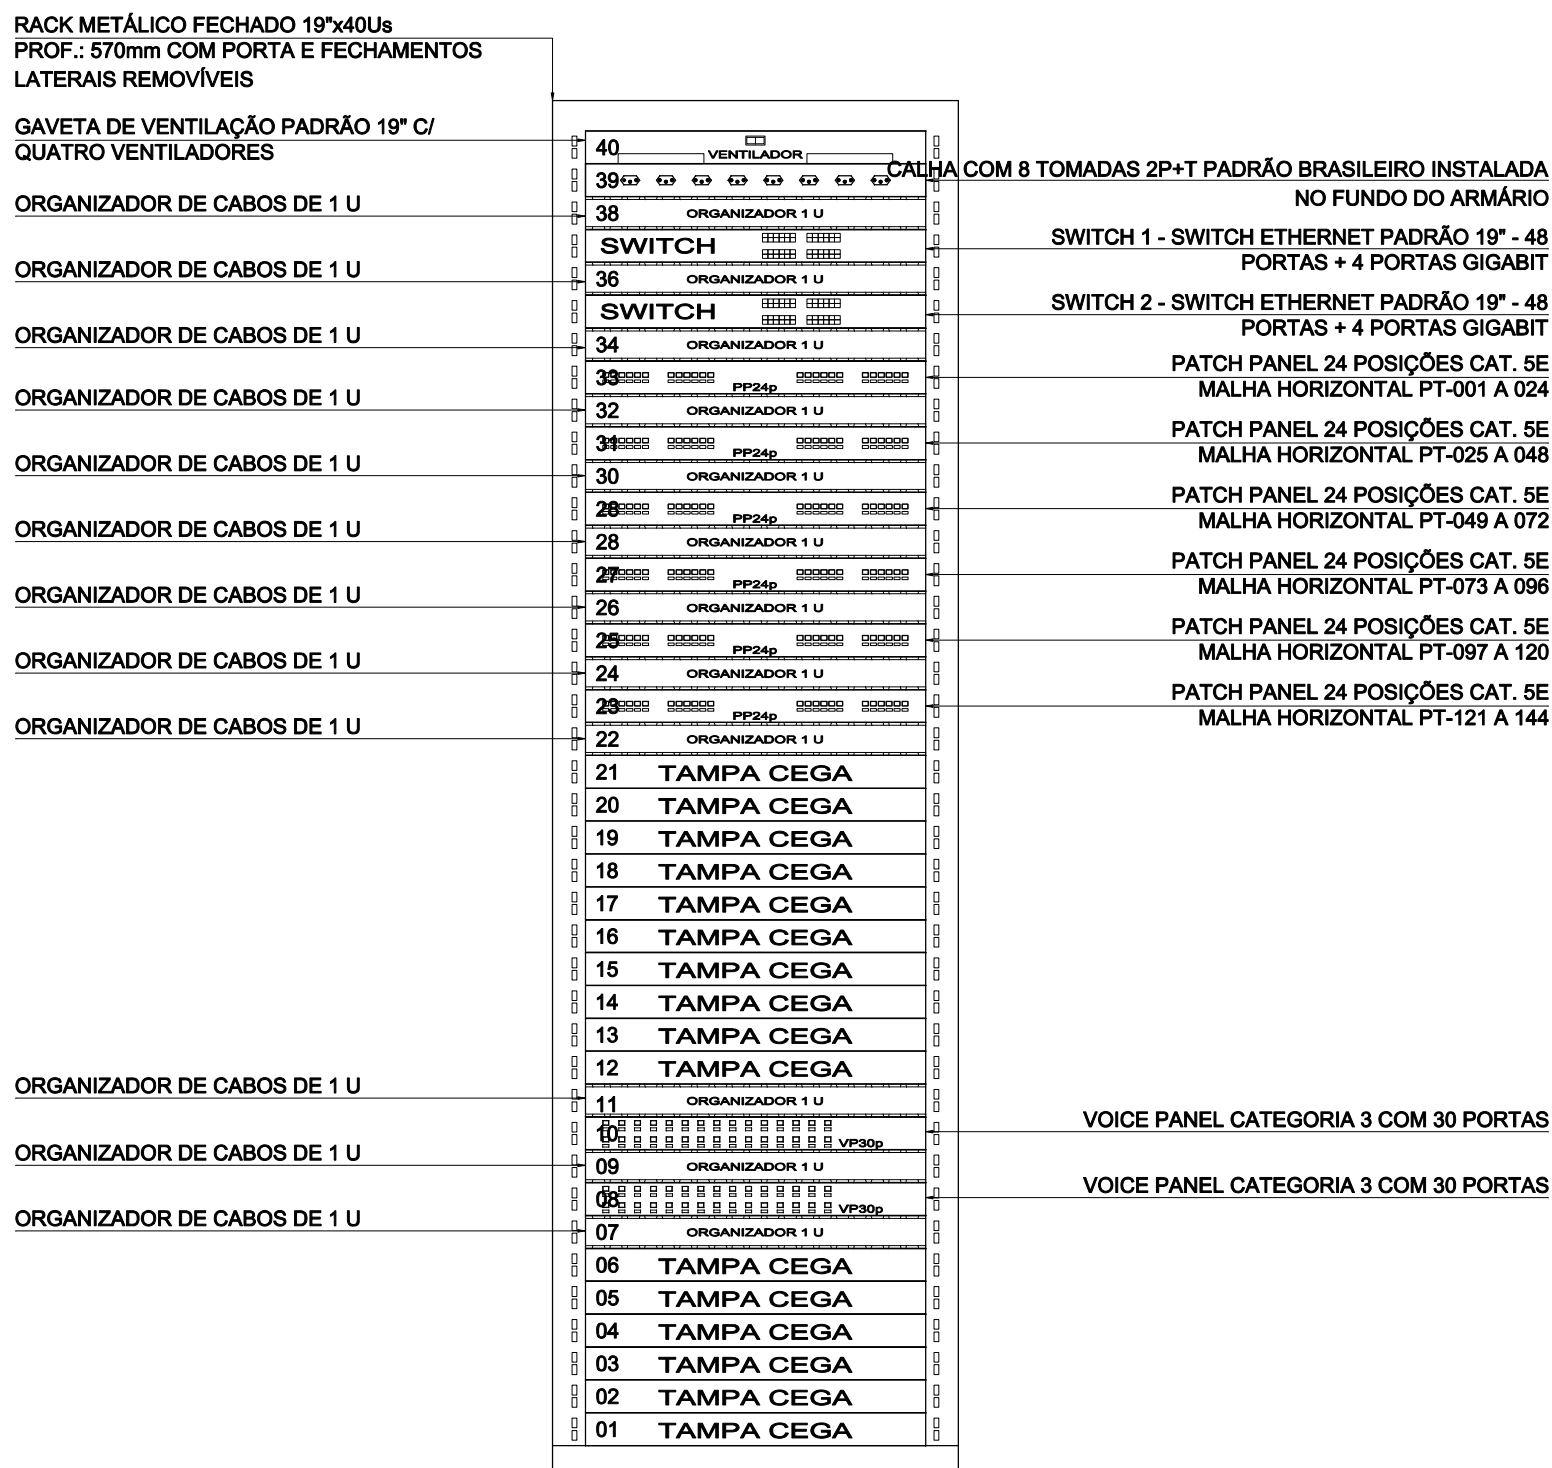 RACK METÁLICO FECHADO 19"x40Us
PROF.: 570mm COM PORTA E FECHAMENTOS
LATERAIS REMOVÍVEIS
GAVETA DE VENTILAÇÃO PADRÃO 19" C/
QUATRO VENTILADORES
ORGANIZADOR DE CABOS DE 1 U
ORGANIZADOR DE CABOS DE 1 U
ORGANIZADOR DE CABOS DE 1 U
ORGANIZADOR DE CABOS DE 1 U
ORGANIZADOR DE CABOS DE 1 U
ORGANIZADOR DE CABOS DE 1 U
ORGANIZADOR DE CABOS DE 1 U
ORGANIZADOR DE CABOS DE 1 U
ORGANIZADOR DE CABOS DE 1 U
ORGANIZADOR DE CABOS DE 1 U
ORGANIZADOR DE CABOS DE 1 U
ORGANIZADOR DE CABOS DE 1 U
40 VENTILADOR
39
38 ORGANIZADOR 1 U
SWITCH
36 ORGANIZADOR 1 U
SWITCH
34 ORGANIZADOR 1 U
33 PP24p
32 ORGANIZADOR 1 U
31 PP24p
30 ORGANIZADOR 1 U
28 PP24p
28 ORGANIZADOR 1 U
27 PP24p
26 ORGANIZADOR 1 U
25 PP24p
24 ORGANIZADOR 1 U
23 PP24p
22 ORGANIZADOR 1 U
21 TAMPA CEGA
20 TAMPA CEGA
19 TAMPA CEGA
18 TAMPA CEGA
17 TAMPA CEGA
16 TAMPA CEGA
15 TAMPA CEGA
14 TAMPA CEGA
13 TAMPA CEGA
12 TAMPA CEGA
11 ORGANIZADOR 1 U
10 VP30p
09 ORGANIZADOR 1 U
08 VP30p
07 ORGANIZADOR 1 U
06 TAMPA CEGA
05 TAMPA CEGA
04 TAMPA CEGA
03 TAMPA CEGA
02 TAMPA CEGA
01 TAMPA CEGA
CALHA COM 8 TOMADAS 2P+T PADRÃO BRASILEIRO INSTALADA
NO FUNDO DO ARMÁRIO
SWITCH 1 - SWITCH ETHERNET PADRÃO 19" - 48
PORTAS + 4 PORTAS GIGABIT
SWITCH 2 - SWITCH ETHERNET PADRÃO 19" - 48
PORTAS + 4 PORTAS GIGABIT
PATCH PANEL 24 POSIÇÕES CAT. 5E
MALHA HORIZONTAL PT-001 A 024
PATCH PANEL 24 POSIÇÕES CAT. 5E
MALHA HORIZONTAL PT-025 A 048
PATCH PANEL 24 POSIÇÕES CAT. 5E
MALHA HORIZONTAL PT-049 A 072
PATCH PANEL 24 POSIÇÕES CAT. 5E
MALHA HORIZONTAL PT-073 A 096
PATCH PANEL 24 POSIÇÕES CAT. 5E
MALHA HORIZONTAL PT-097 A 120
PATCH PANEL 24 POSIÇÕES CAT. 5E
MALHA HORIZONTAL PT-121 A 144
VOICE PANEL CATEGORIA 3 COM 30 PORTAS
VOICE PANEL CATEGORIA 3 COM 30 PORTAS